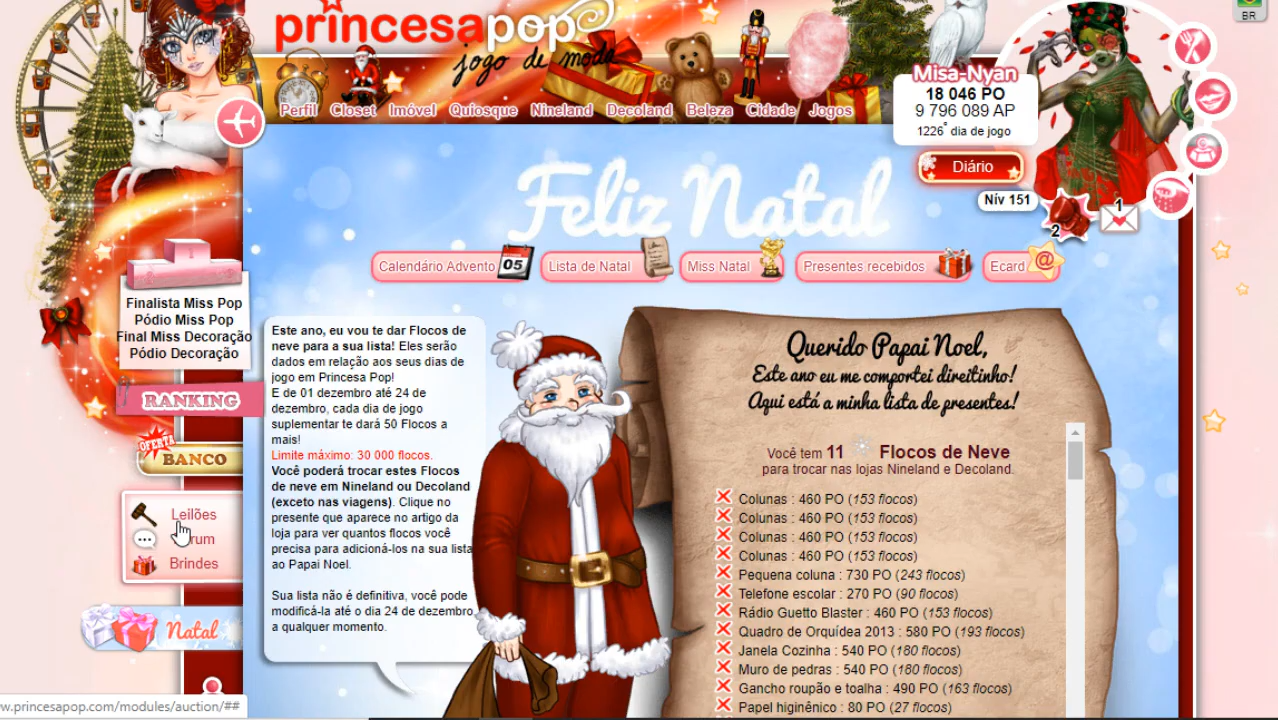 BR
princesapop
jogo de moda
Perfil Closet Imóvel Quiosque Nineland Decoland Beleza Cidade Jogos
Misa-Nyan
18 046 PO
9 796 089 AP
1226° dia de jogo
Diário
Nív 151
2
1
Feliz Natal
Calendário Advento 05 Lista de Natal Miss Natal Presentes recebidos Ecard @
Finalista Miss Pop
Pódio Miss Pop
Final Miss Decoração
Pódio Decoração
RANKING
OFERTA
BANCO
Leilões
rum
Brindes
Natal
Este ano, eu vou te dar Flocos de
neve para a sua lista! Eles serão
dados em relação aos seus dias de
jogo em Princesa Pop!
E de 01 dezembro até 24 de
dezembro, cada dia de jogo
suplementar te dará 50 Flocos a
mais!
Limite máximo: 30 000 flocos.
Você poderá trocar estes Flocos
de neve em Nineland ou Decoland
(exceto nas viagens). Clique no
presente que aparece no artigo da
loja para ver quantos flocos você
precisa para adicioná-los na sua lista
ao Papai Noel.
Sua lista não é definitiva, você pode
modificá-la até o dia 24 de dezembro
a qualquer momento.
Querido Papai Noel,
Este ano eu me comportei direitinho!
Aqui está a minha lista de presentes!
Você tem 11 Flocos de Neve
para trocar nas lojas Nineland e Decoland.
Colunas : 460 PO (153 flocos)
Colunas : 460 PO (153 flocos)
Colunas : 460 PO (153 flocos)
Colunas : 460 PO (153 flocos)
Pequena coluna : 730 PO (243 flocos)
Telefone escolar : 270 PO (90 flocos)
Rádio Guetto Blaster : 460 PO (153 flocos)
Quadro de Orquídea 2013 : 580 PO (193 flocos)
Janela Cozinha : 540 PO (180 flocos)
Muro de pedras : 540 PO (180 flocos)
Gancho roupão e toalha : 490 PO (163 flocos)
Papel higinênico : 80 PO (27 flocos)
w.princesapop.com/modules/auction/##